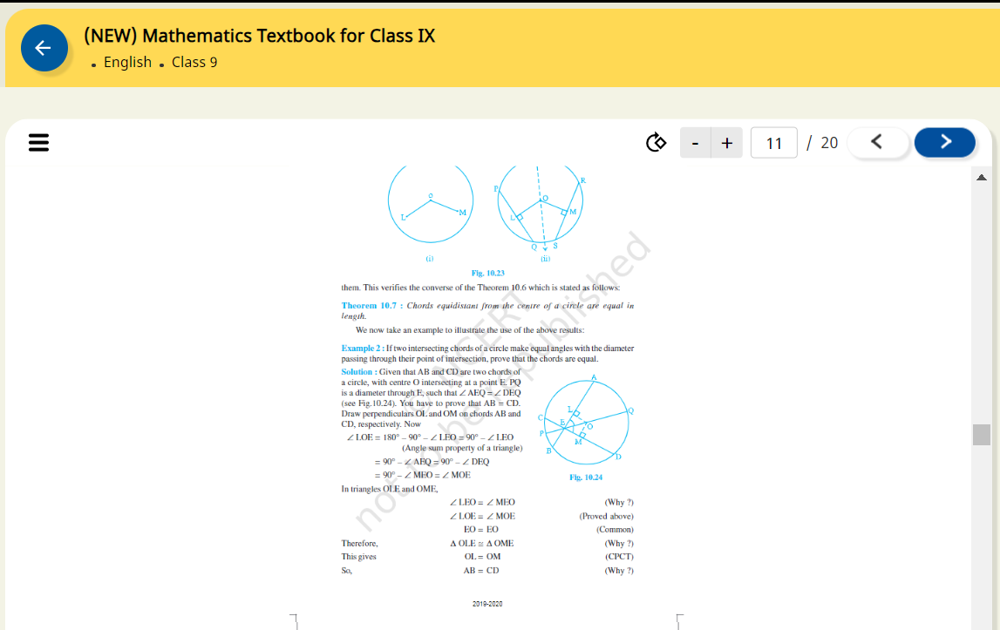 (NEW) Mathematics Textbook for Class IX
• English • Class 9
- + 11 / 20
O
L
M
(i)
P
R
O
L
M
Q
S
(ii)
Fig. 10.23
them. This verifies the converse of the Theorem 10.6 which is stated as follows:
Theorem 10.7 : Chords equidistant from the centre of a circle are equal in
length.
We now take an example to illustrate the use of the above results:
Example 2 : If two intersecting chords of a circle make equal angles with the diameter
passing through their point of intersection, prove that the chords are equal.
Solution : Given that AB and CD are two chords of
a circle, with centre O intersecting at a point E. PQ
is a diameter through E, such that ∠ AEQ = ∠ DEQ
(see Fig.10.24). You have to prove that AB = CD.
Draw perpendiculars OL and OM on chords AB and
CD, respectively. Now
∠ LOE = 180° – 90° – ∠ LEO = 90° – ∠ LEO
(Angle sum property of a triangle)
= 90° – ∠ AEQ = 90° – ∠ DEQ
= 90° – ∠ MEO = ∠ MOE
A
L
C
Q
E
O
P
M
B
D
Fig. 10.24
In triangles OLE and OME,
∠ LEO = ∠ MEO (Why ?)
∠ LOE = ∠ MOE (Proved above)
EO = EO (Common)
Therefore, Δ OLE ≅ Δ OME (Why ?)
This gives OL = OM (CPCT)
So, AB = CD (Why ?)
2019-2020
NCERT
not to be republished